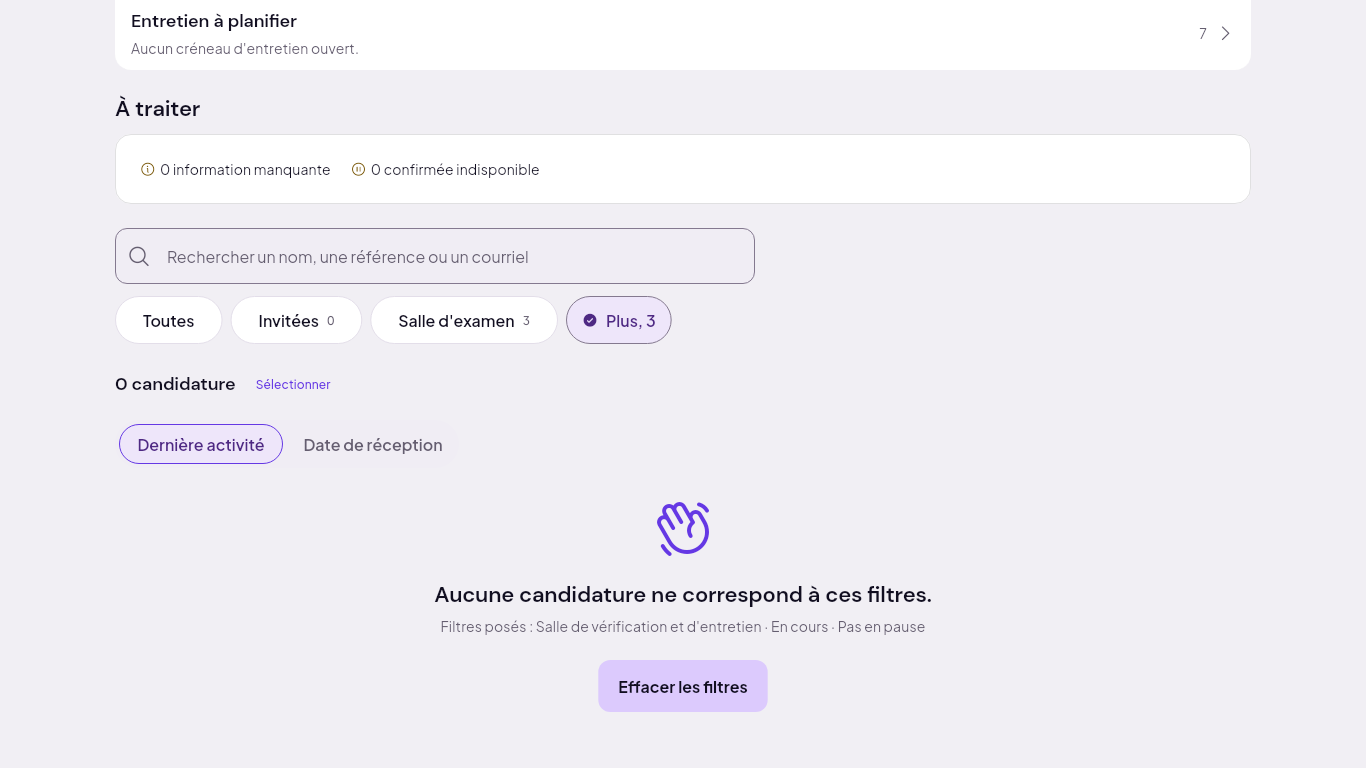 Entretien à planifier
Aucun créneau d'entretien ouvert.
7
À traiter
0 information manquante
0 confirmée indisponible
Rechercher un nom, une référence ou un courriel
Toutes
Invitées 0
Salle d'examen 3
Plus, 3
0 candidature
Sélectionner
Dernière activité
Date de réception
Aucune candidature ne correspond à ces filtres.
Filtres posés : Salle de vérification et d'entretien · En cours · Pas en pause
Effacer les filtres